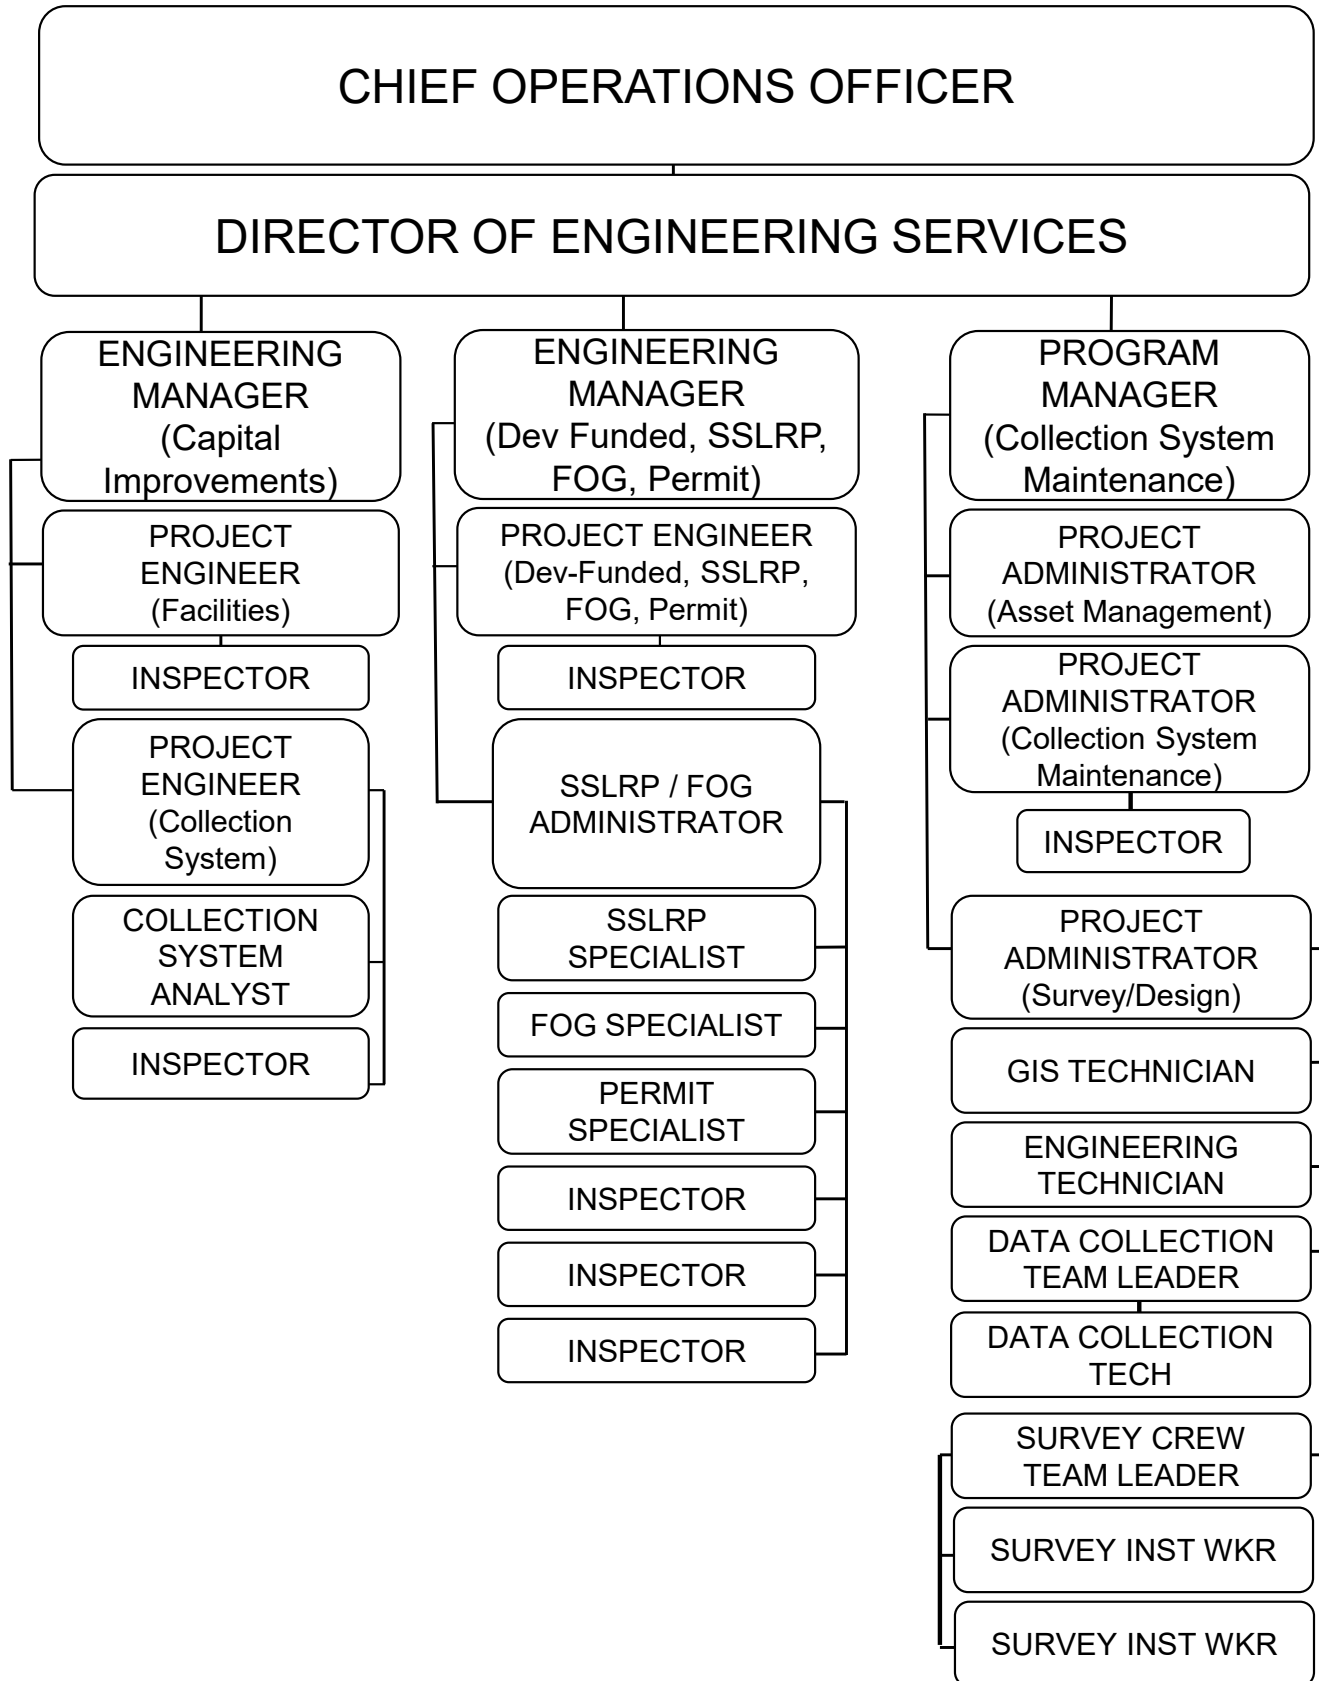 CHIEF OPERATIONS OFFICER
DIRECTOR OF ENGINEERING SERVICES
ENGINEERING
MANAGER
(Capital
Improvements)
PROJECT
ENGINEER
(Facilities)
INSPECTOR
PROJECT
ENGINEER
(Collection
System)
COLLECTION
SYSTEM
ANALYST
INSPECTOR
ENGINEERING
MANAGER
(Dev Funded, SSLRP,
FOG, Permit)
PROJECT ENGINEER
(Dev-Funded, SSLRP,
FOG, Permit)
INSPECTOR
SSLRP / FOG
ADMINISTRATOR
SSLRP
SPECIALIST
FOG SPECIALIST
PERMIT
SPECIALIST
INSPECTOR
INSPECTOR
INSPECTOR
PROGRAM
MANAGER
(Collection System
Maintenance)
PROJECT
ADMINISTRATOR
(Asset Management)
PROJECT
ADMINISTRATOR
(Collection System
Maintenance)
INSPECTOR
PROJECT
ADMINISTRATOR
(Survey/Design)
GIS TECHNICIAN
ENGINEERING
TECHNICIAN
DATA COLLECTION
TEAM LEADER
DATA COLLECTION
TECH
SURVEY CREW
TEAM LEADER
SURVEY INST WKR
SURVEY INST WKR